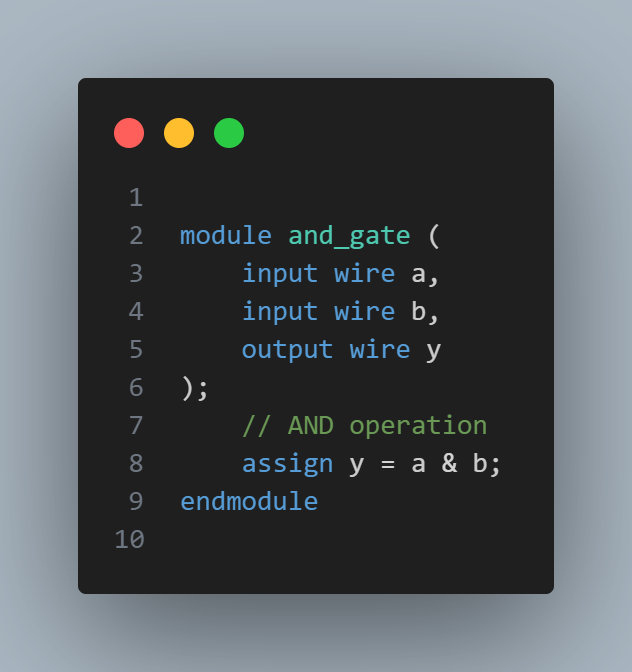 1
2 module and_gate (
3     input wire a,
4     input wire b,
5     output wire y
6 );
7     // AND operation
8     assign y = a & b;
9 endmodule
10